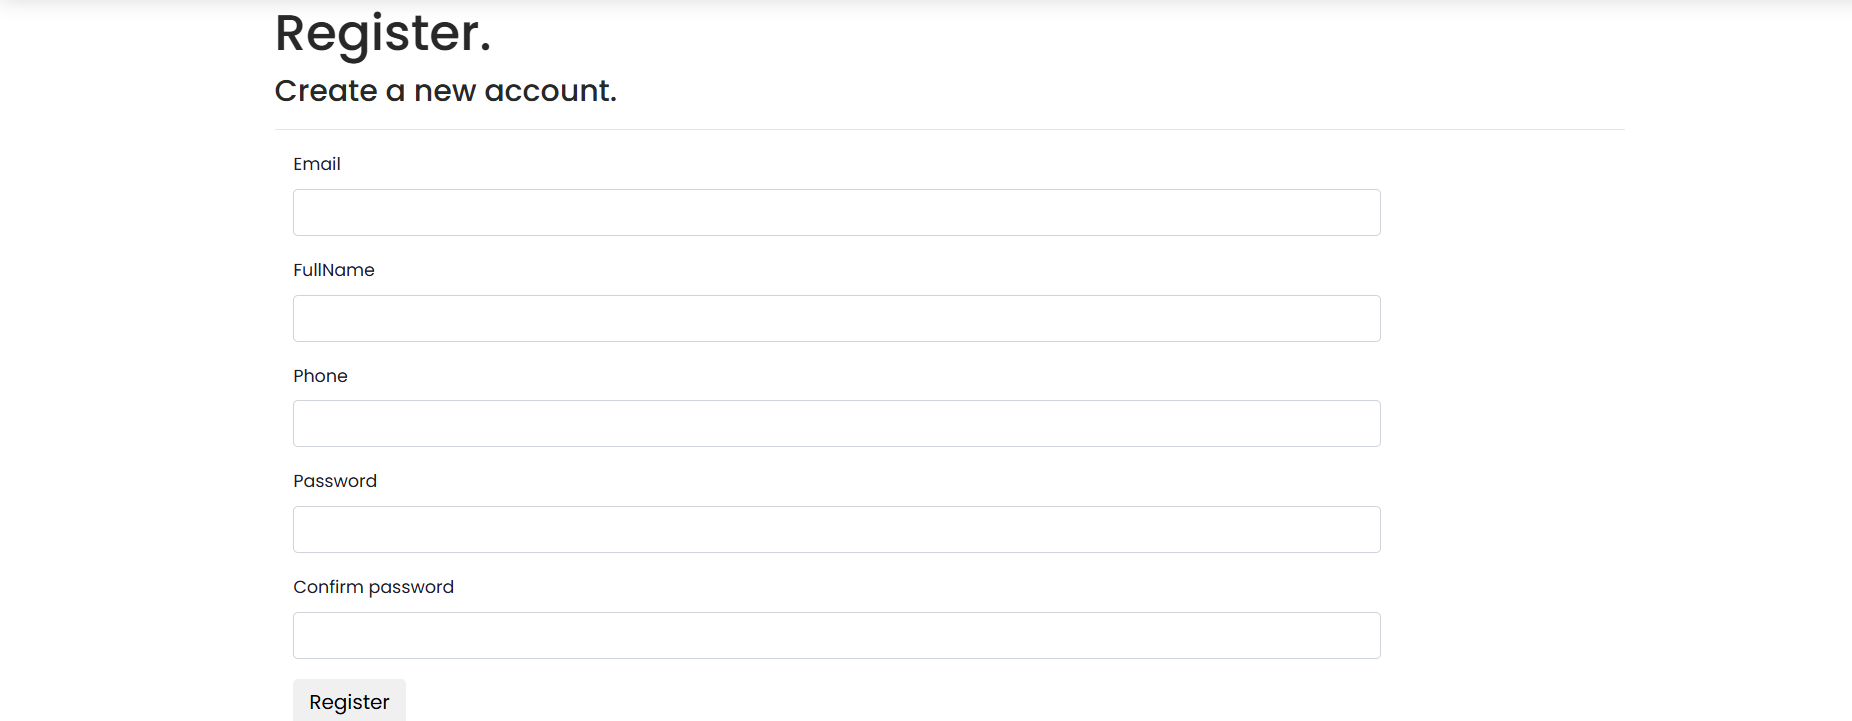 Register.
Create a new account.
Email
FullName
Phone
Password
Confirm password
Register